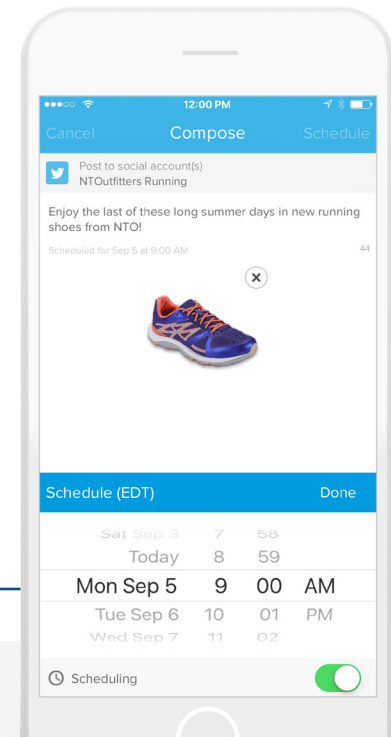 12:00 PM
Cancel Compose Schedule
Post to social account(s)
NTOutfitters Running
Enjoy the last of these long summer days in new running
shoes from NTO!
Scheduled for Sep 5 at 9:00 AM 44
Schedule (EDT) Done
Sat Sep 3 7 58
Today 8 59
Mon Sep 5 9 00 AM
Tue Sep 6 10 01 PM
Wed Sep 7 11 02
Scheduling